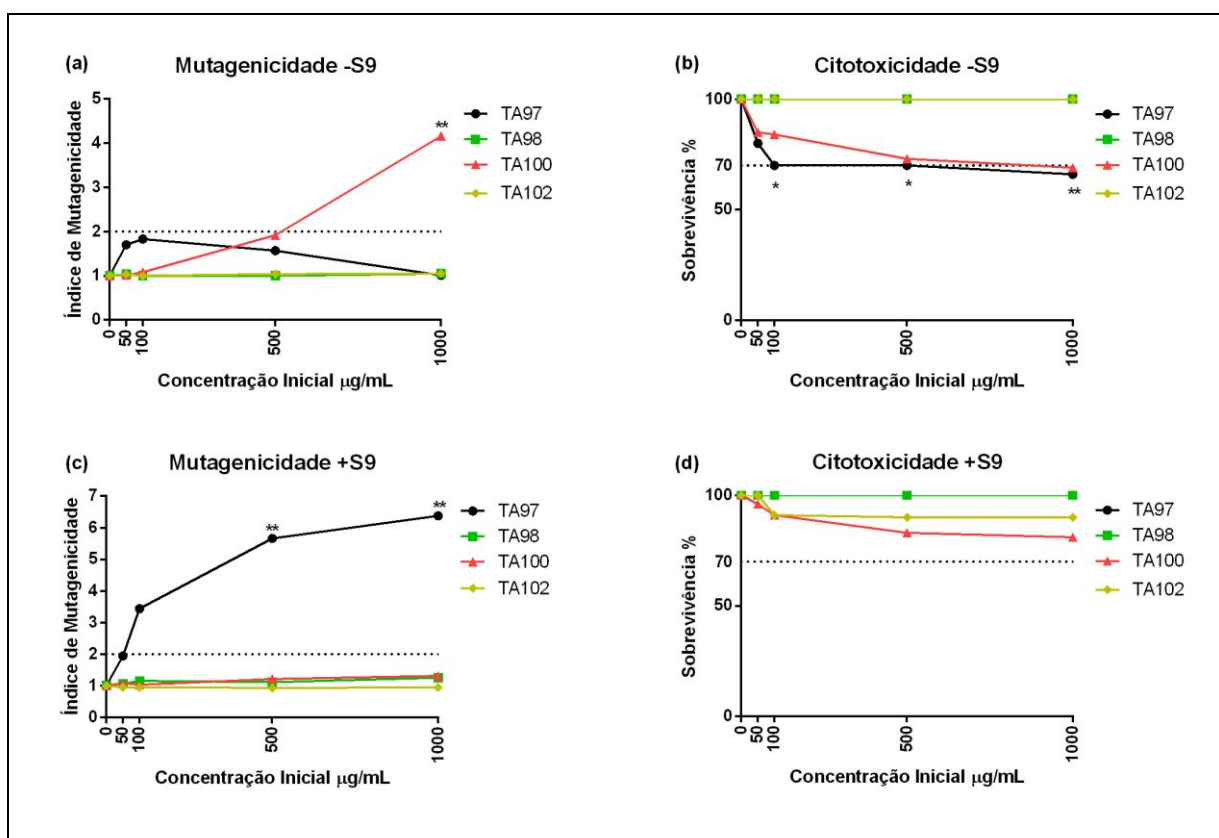 (a) Mutagenicidade -S9
Índice de Mutagenicidade
5
4
3
2
1
0
0
50
100
500
1000
**
Concentração Inicial µg/mL
TA97
TA98
TA100
TA102
(b) Citotoxicidade -S9
Sobrevivência %
100
70
50
0
0
50
100
500
1000
*
*
**
Concentração Inicial µg/mL
TA97
TA98
TA100
TA102
(c) Mutagenicidade +S9
Índice de Mutagenicidade
7
6
5
4
3
2
1
0
0
50
100
500
1000
**
**
Concentração Inicial µg/mL
TA97
TA98
TA100
TA102
(d) Citotoxicidade +S9
Sobrevivência %
100
70
50
0
0
50
100
500
1000
Concentração Inicial µg/mL
TA97
TA98
TA100
TA102